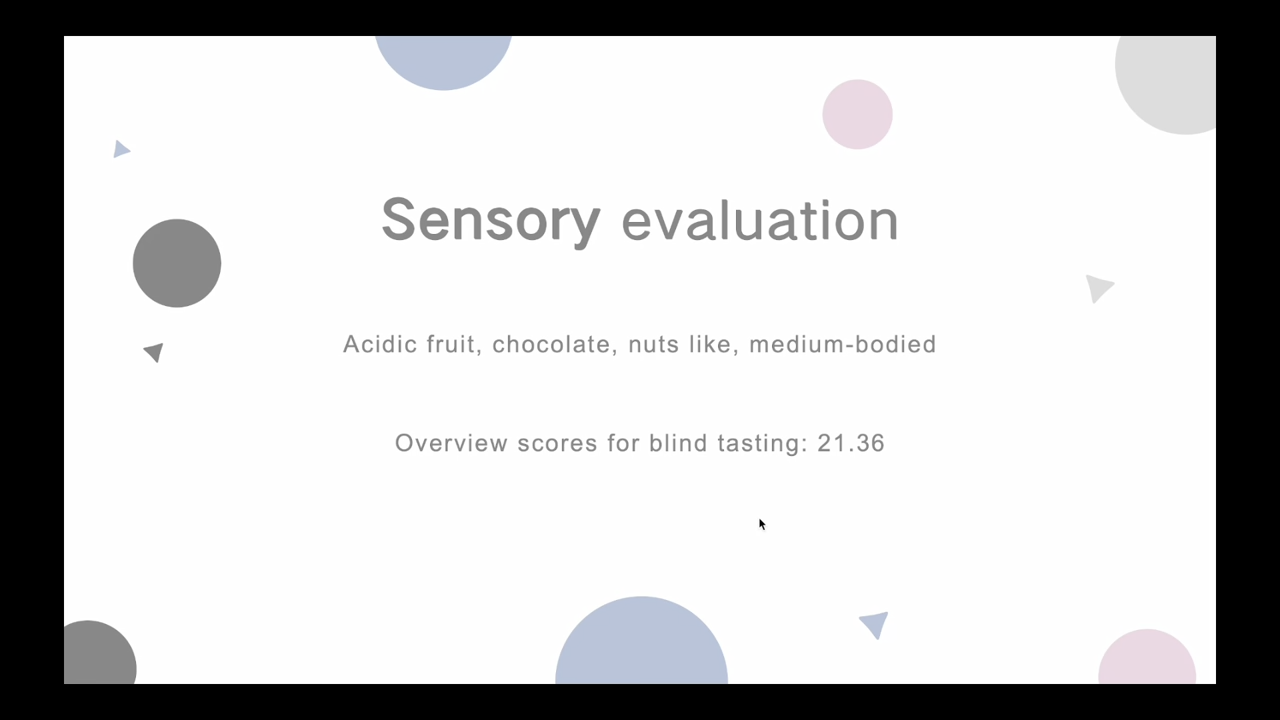 Sensory evaluation
Acidic fruit, chocolate, nuts like, medium-bodied
Overview scores for blind tasting: 21.36